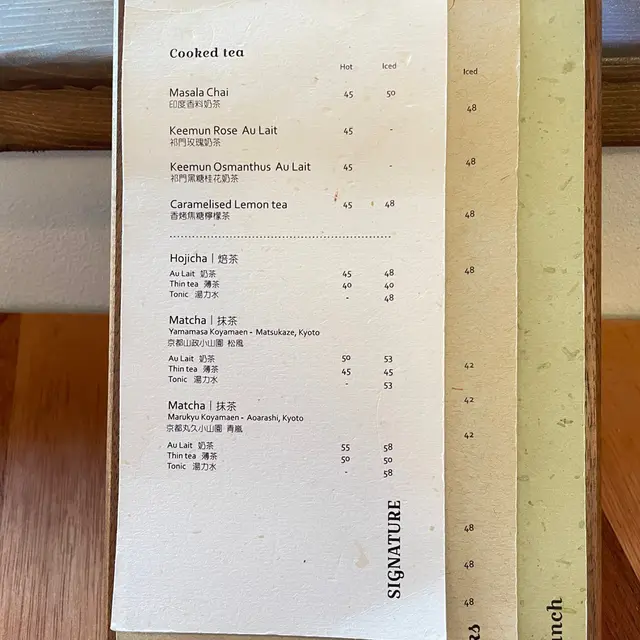 Cooked tea
Hot Iced
Masala Chai 45 50
印度香料奶茶
Keemun Rose Au Lait 45 -
祁門玫瑰奶茶
Keemun Osmanthus Au Lait 45 -
祁門黑糖桂花奶茶
Caramelised Lemon tea 45 48
香烤焦糖檸檬茶
Hojicha | 焙茶
Au Lait 奶茶 45 48
Thin tea 薄茶 40 40
Tonic 湯力水 - 48
Matcha | 抹茶
Yamamasa Koyamaen - Matsukaze, Kyoto
京都山政小山園 松風
Au Lait 奶茶 50 53
Thin tea 薄茶 45 45
Tonic 湯力水 - 53
Matcha | 抹茶
Marukyu Koyamaen - Aoarashi, Kyoto
京都丸久小山園 青嵐
Au Lait 奶茶 55 58
Thin tea 薄茶 50 50
Tonic 湯力水 - 58
SIGNATURE
Iced
48
48
48
48
42
42
42
48
48
48